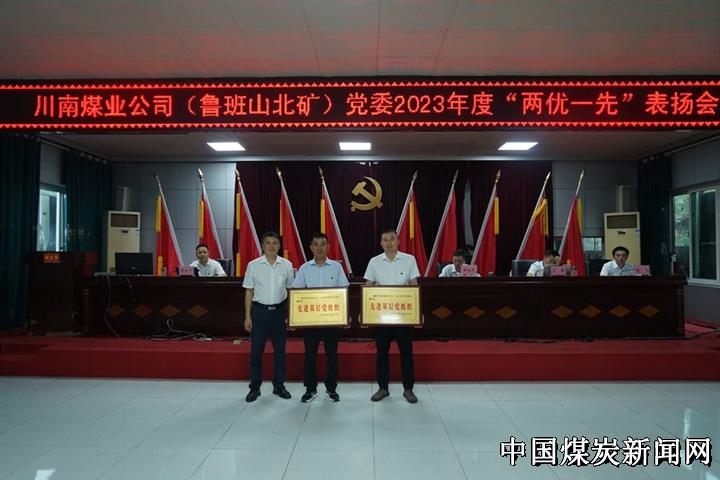 川南煤业公司（鲁班山北矿）党委2023年度“两优一先”表扬会
先进基层党组织
先进基层党组织
中国煤炭新闻网